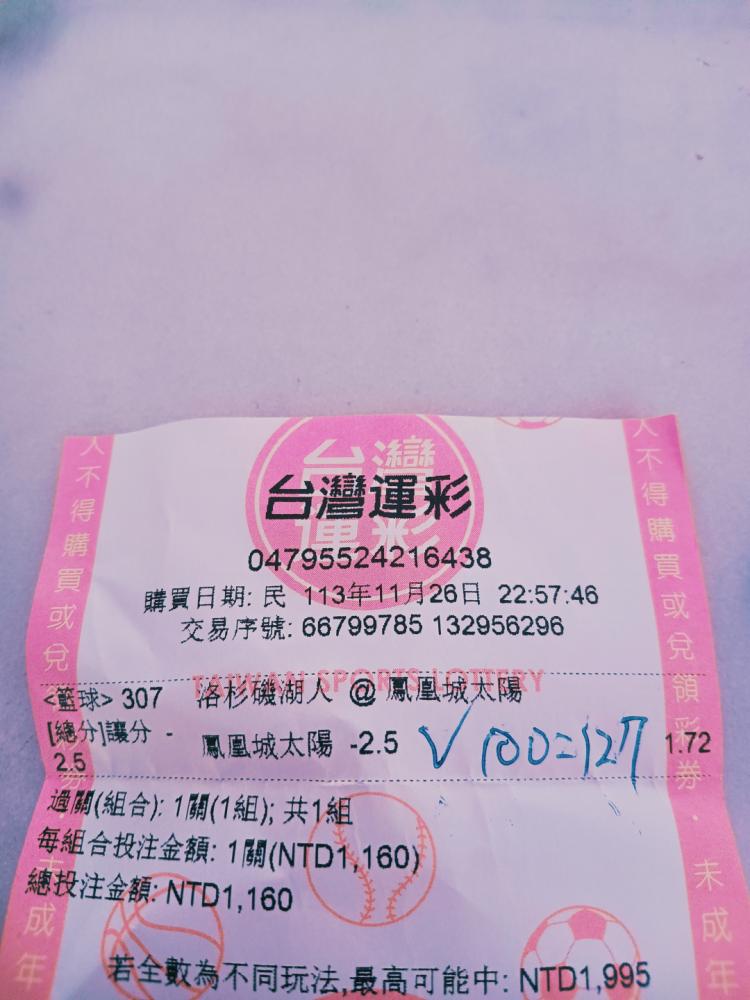 台灣運彩
04795524216438
購買日期: 民 113年11月26日 22:57:46
交易序號: 66799785 132956296
TAIWAN SPORTS LOTTERY
<籃球> 307 洛杉磯湖人 @ 鳳凰城太陽
[總分]讓分 - 2.5 鳳凰城太陽 -2.5 V 100=127 1.72
過關(組合): 1關(1組); 共1組
每組合投注金額: 1關(NTD1,160)
總投注金額: NTD1,160
若全數為不同玩法,最高可能中: NTD1,995
人不得購買或兌
未成年
人不得購買或兌領彩券・未成年